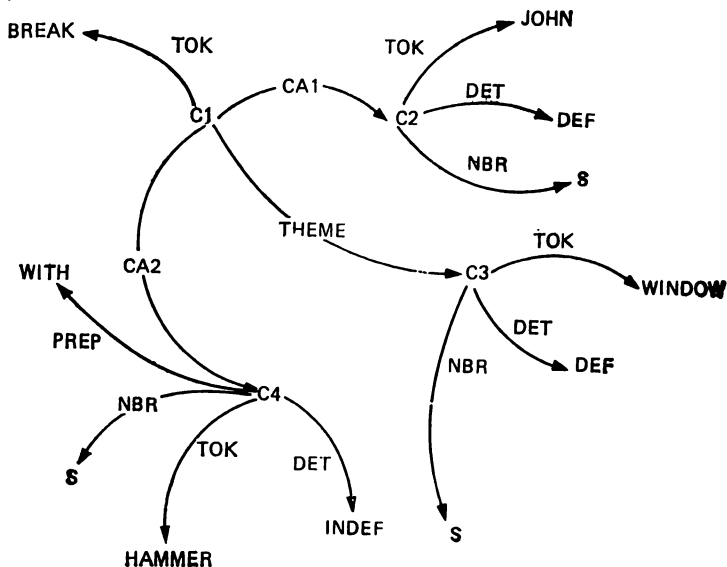 JOHN
BREAK
TOK
TOK
CA1
DET
C1
C2
DEF
NBR
S
THEME
TOK
CA2
WITH
C3
WINDOW
PREP
DET
NBR
DEF
C4
NBR
TOK
DET
S
INDEF
S
HAMMER